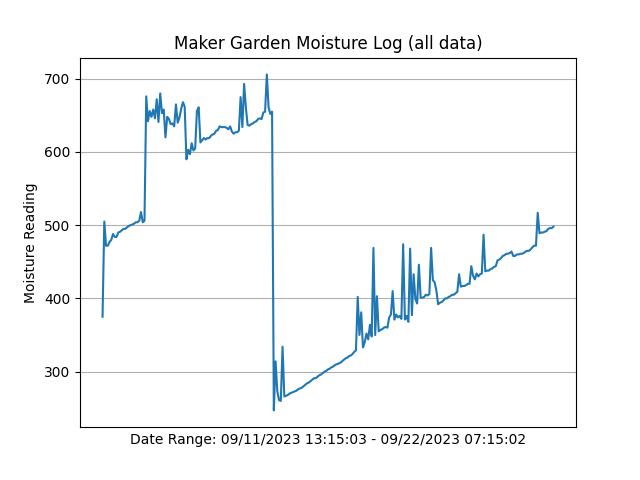 Maker Garden Moisture Log (all data)
700
600
500
400
300
Moisture Reading
Date Range: 09/11/2023 13:15:03 - 09/22/2023 07:15:02